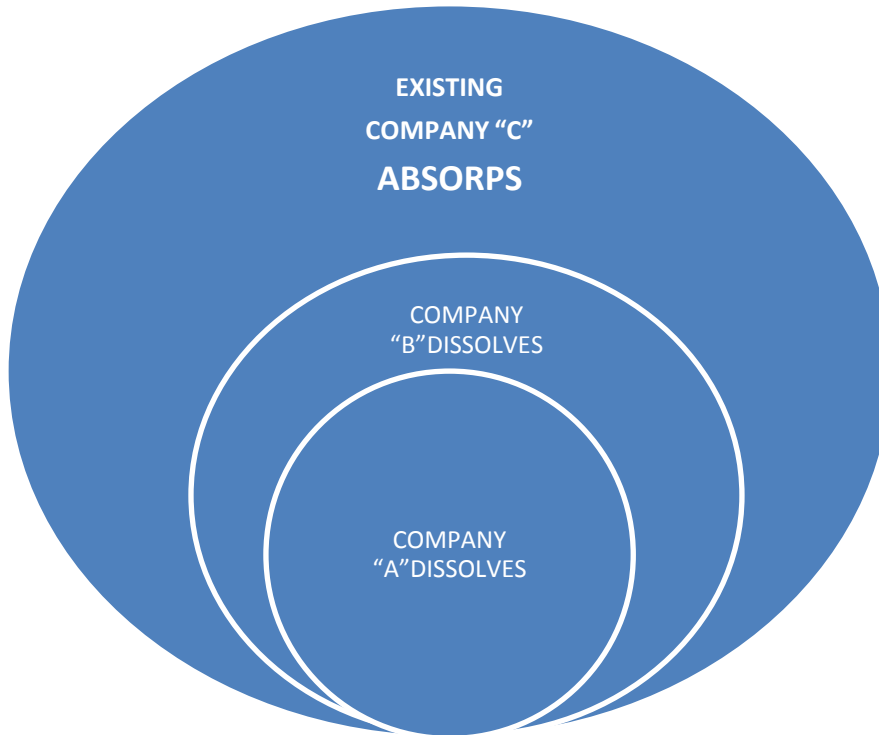 EXISTING
COMPANY “C”
ABSORPS
COMPANY
“B”DISSOLVES
COMPANY
“A”DISSOLVES